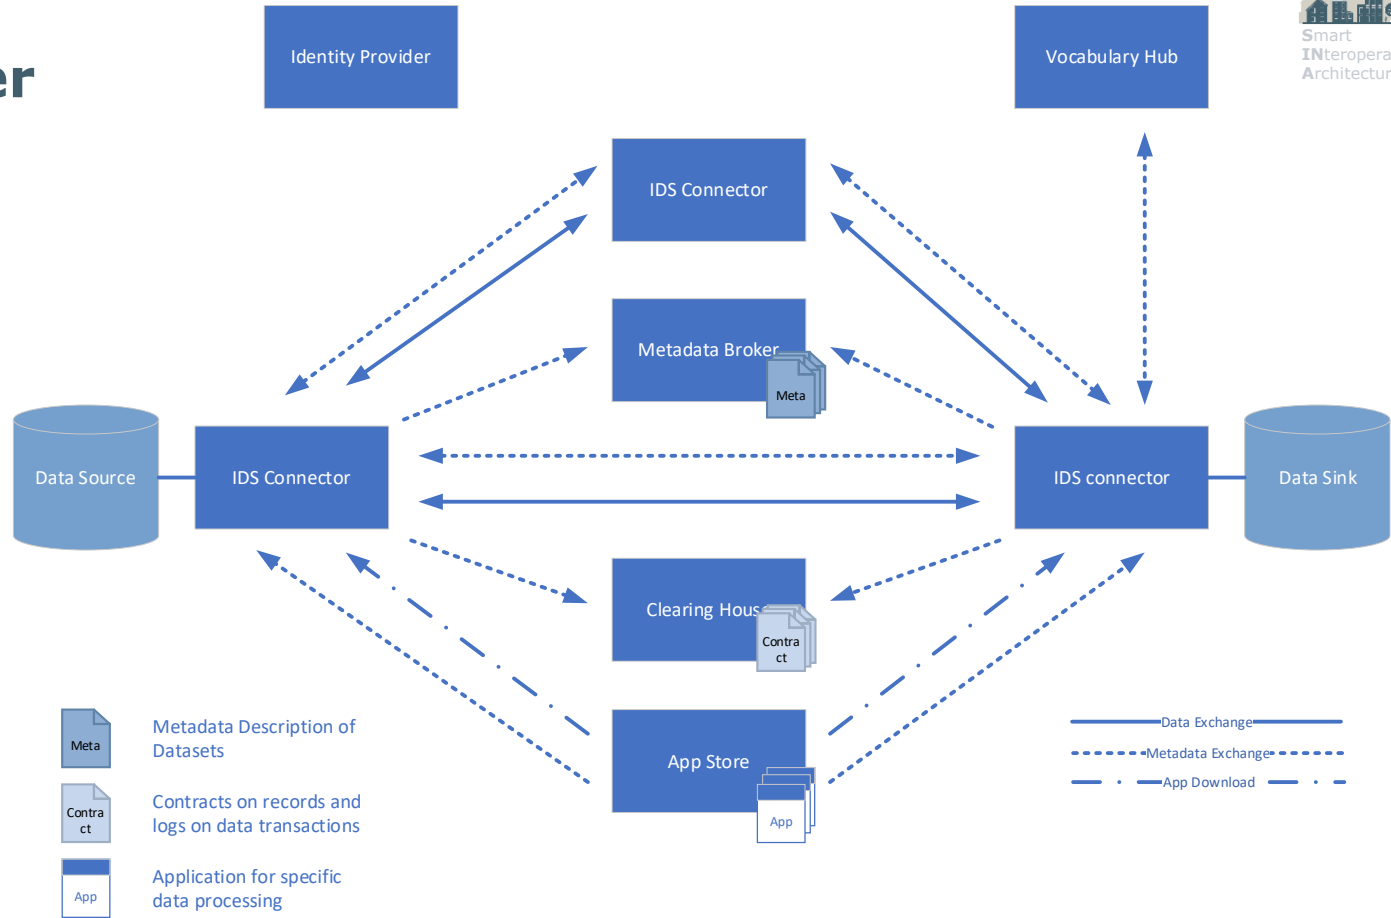 er
Identity Provider
Vocabulary Hub
Smart
INteropera
Architectur
IDS Connector
Metadata Broker
Meta
Data Source
IDS Connector
IDS connector
Data Sink
Clearing Hous
Contra
ct
App Store
App
Meta
Metadata Description of
Datasets
Contra
ct
Contracts on records and
logs on data transactions
App
Application for specific
data processing
Data Exchange
Metadata Exchange
App Download